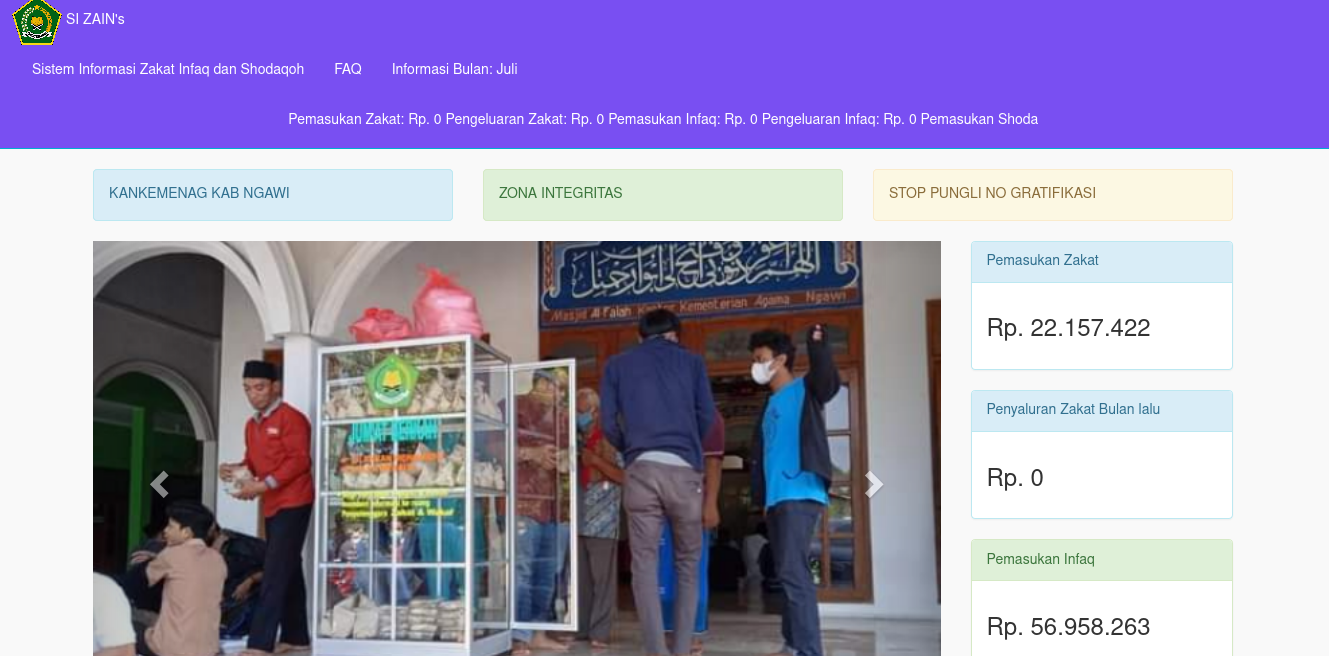 SI ZAIN's
Sistem Informasi Zakat Infaq dan Shodaqoh FAQ Informasi Bulan: Juli
Pemasukan Zakat: Rp. 0 Pengeluaran Zakat: Rp. 0 Pemasukan Infaq: Rp. 0 Pengeluaran Infaq: Rp. 0 Pemasukan Shoda
KANKEMENAG KAB NGAWI
ZONA INTEGRITAS
STOP PUNGLI NO GRATIFIKASI
Masjid Al Falah Kantor Kementerian Agama Ngawi
JUMAT BERKAH
Penyelenggara Zakat & Wakaf
Pemasukan Zakat
Rp. 22.157.422
Penyaluran Zakat Bulan lalu
Rp. 0
Pemasukan Infaq
Rp. 56.958.263